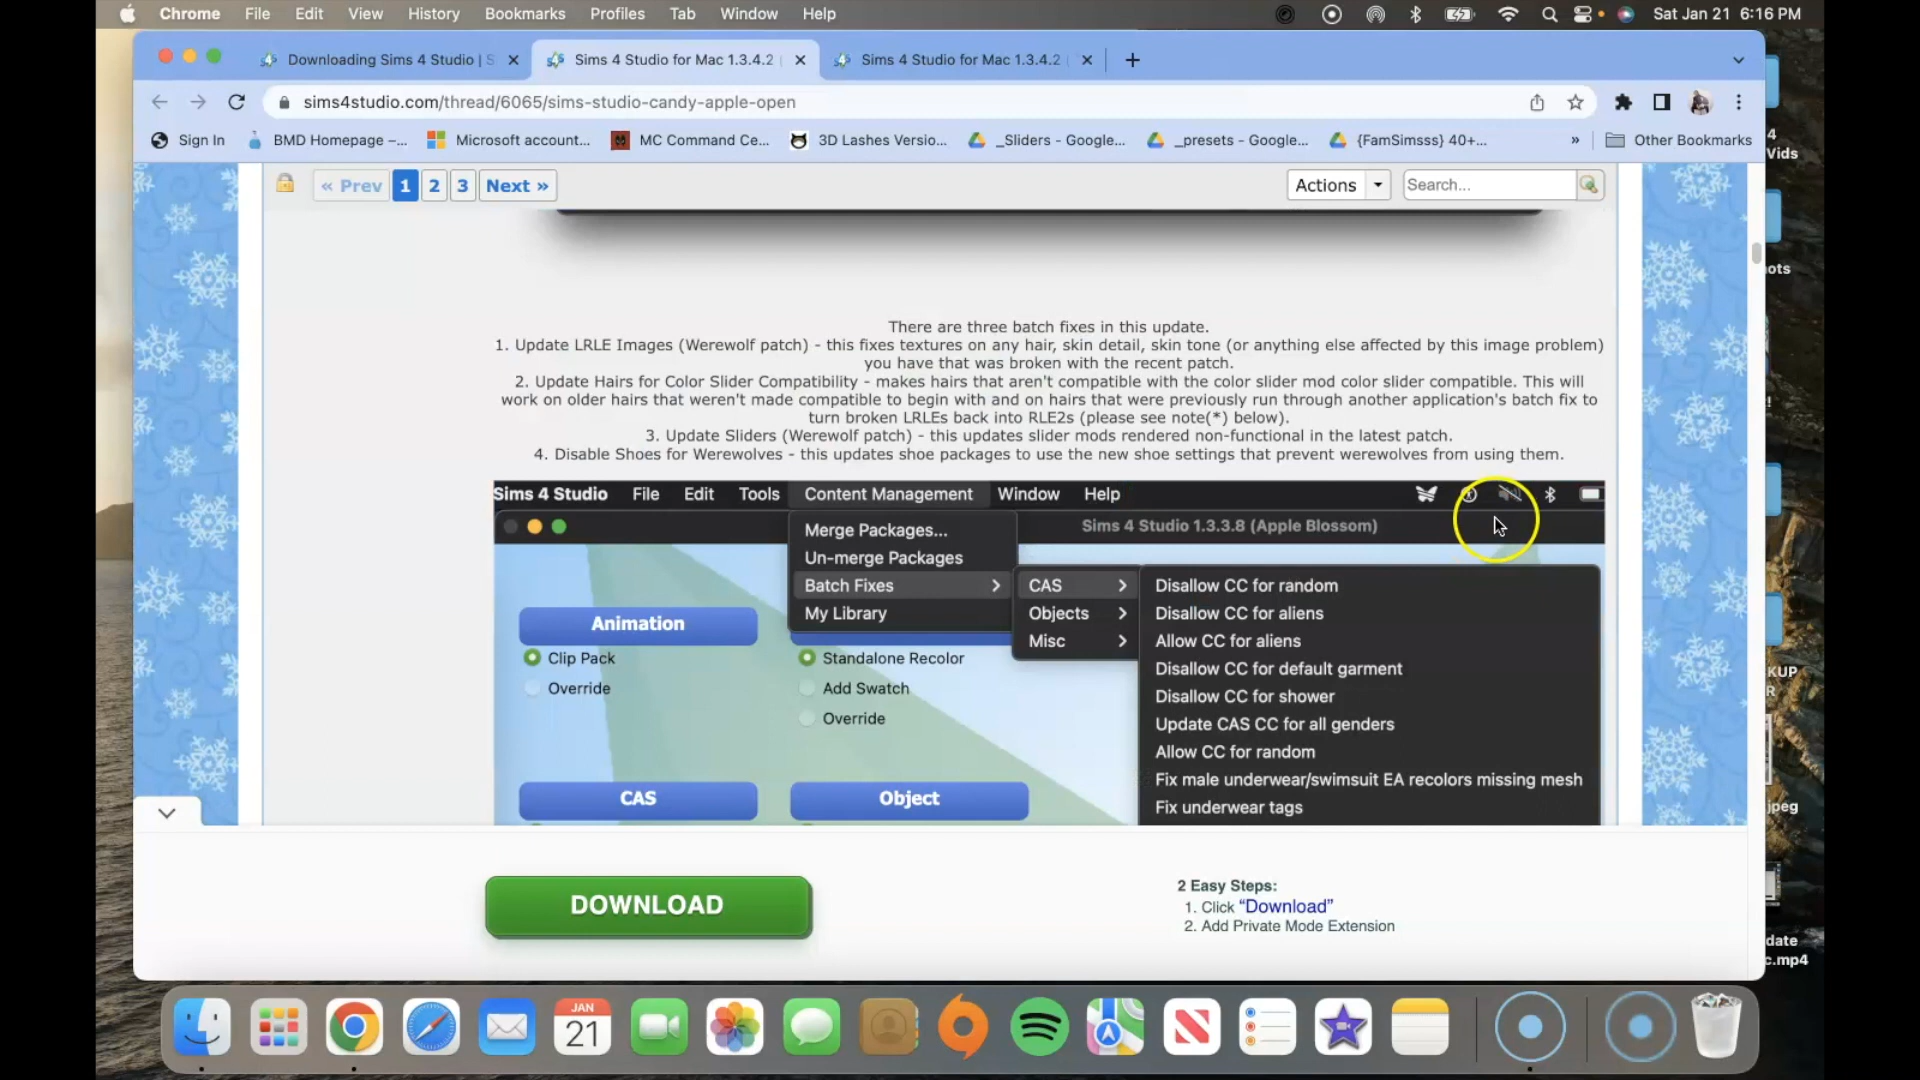 Chrome File Edit View History Bookmarks Profiles Tab Window Help Sat Jan 21 6:16 PM
Downloading Sims 4 Studio | S Sims 4 Studio for Mac 1.3.4.2 Sims 4 Studio for Mac 1.3.4.2
sims4studio.com/thread/6065/sims-studio-candy-apple-open
Sign In BMD Homepage –... Microsoft account... MC Command Ce... 3D Lashes Versio... _Sliders - Google... _presets - Google... {FamSimsss} 40+... » Other Bookmarks
4
Vids
« Prev 1 2 3 Next » Actions Search...
ots
There are three batch fixes in this update.
1. Update LRLE Images (Werewolf patch) - this fixes textures on any hair, skin detail, skin tone (or anything else affected by this image problem)
you have that was broken with the recent patch.
2. Update Hairs for Color Slider Compatibility - makes hairs that aren't compatible with the color slider mod color slider compatible. This will
work on older hairs that weren't made compatible to begin with and on hairs that were previously run through another application's batch fix to
turn broken LRLEs back into RLE2s (please see note(*) below).
3. Update Sliders (Werewolf patch) - this updates slider mods rendered non-functional in the latest patch.
4. Disable Shoes for Werewolves - this updates shoe packages to use the new shoe settings that prevent werewolves from using them.
Sims 4 Studio File Edit Tools Content Management Window Help
Sims 4 Studio 1.3.3.8 (Apple Blossom)
Merge Packages...
Un-merge Packages
Batch Fixes CAS Disallow CC for random
My Library Objects Disallow CC for aliens
Animation Misc Allow CC for aliens
Clip Pack Standalone Recolor Disallow CC for default garment
Override Add Swatch Disallow CC for shower
Override Update CAS CC for all genders
Allow CC for random
Fix male underwear/swimsuit EA recolors missing mesh
CAS Object Fix underwear tags
KUP
R
jpeg
DOWNLOAD
2 Easy Steps:
1. Click "Download"
2. Add Private Mode Extension
date
c.mp4
JAN
21